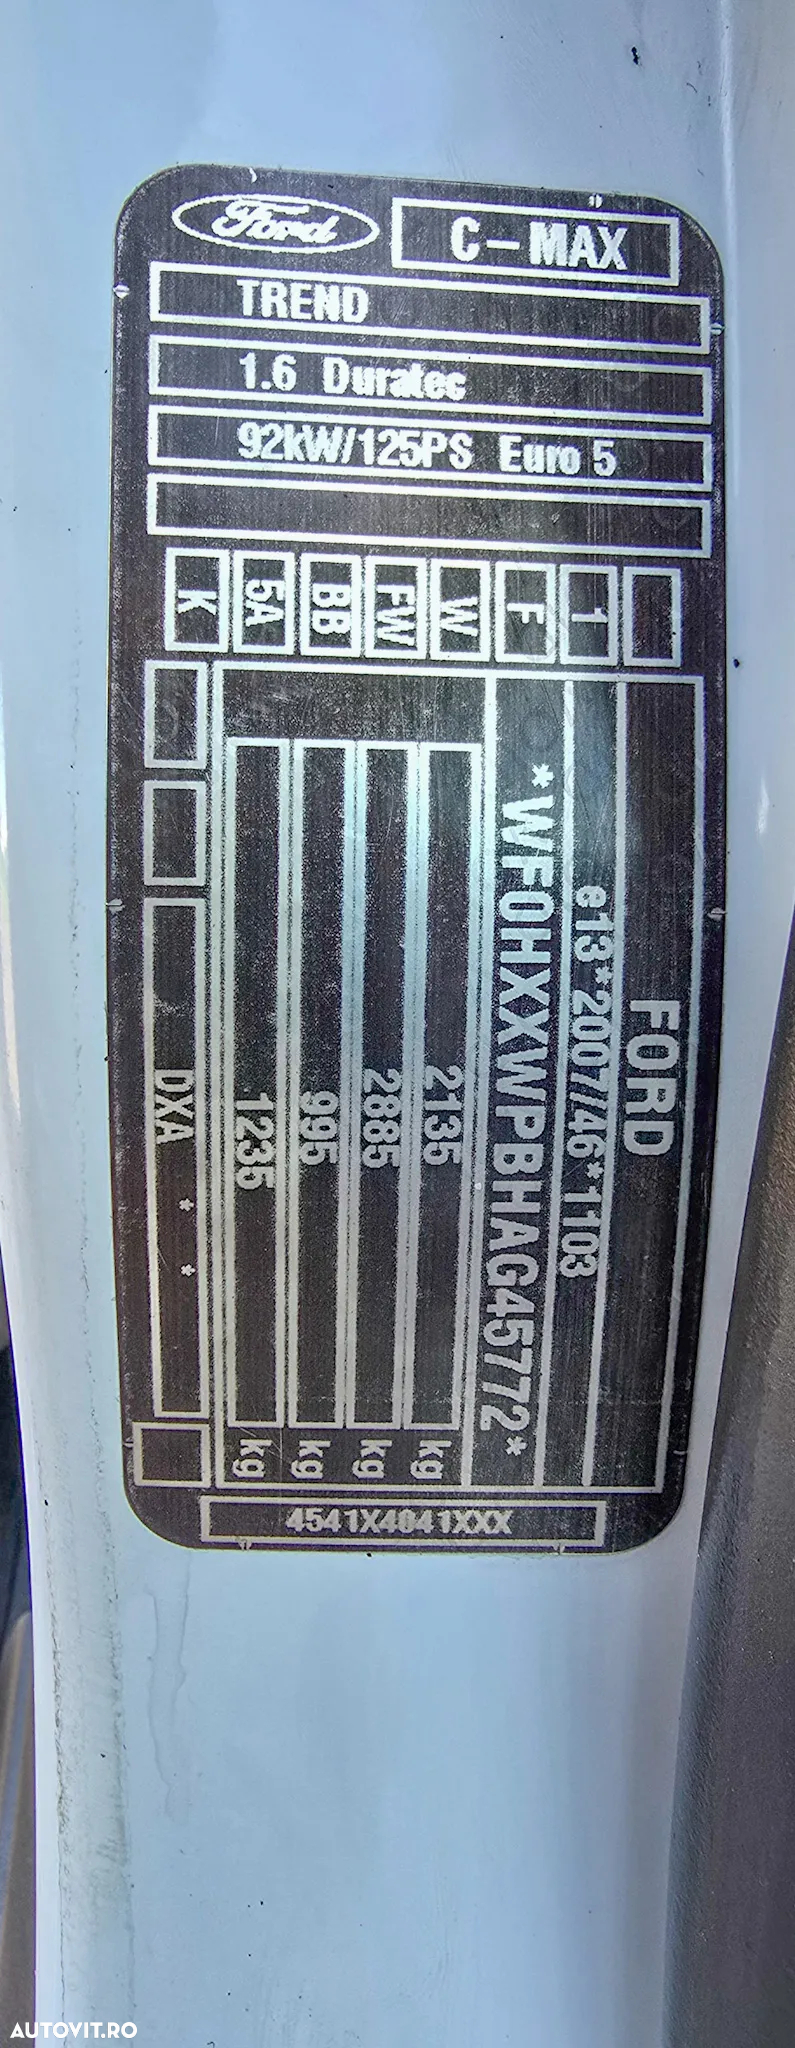 Ford
C-MAX
TREND
1.6 Duratec
92kW/125PS Euro 5
K 5A BB FW W F 1
FORD
e13*2007/46*1103
*WF0HXXWPBHAG45772*
2135 kg
2885 kg
995 kg
1235 kg
DXA * *
4541X4041XXX
AUTOVIT.RO